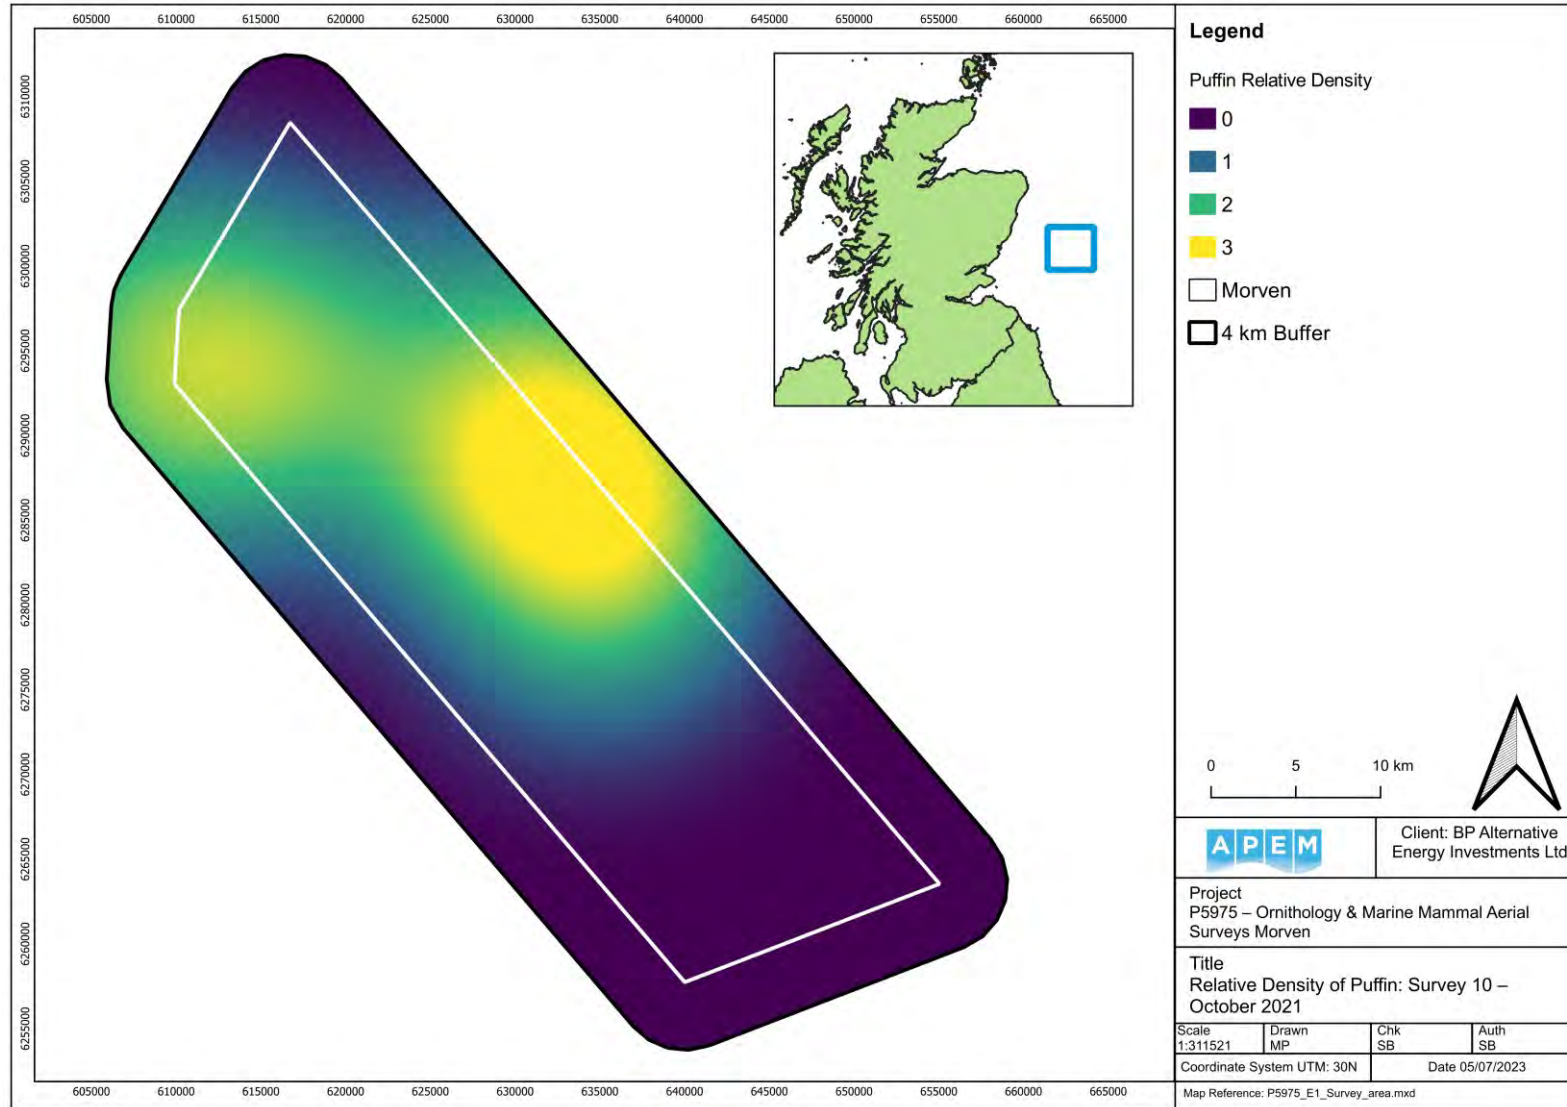 605000 610000 615000 620000 625000 630000 635000 640000 645000 650000 655000 660000 665000
6310000
6305000
6300000
6295000
6290000
6285000
6280000
6275000
6270000
6265000
6260000
6255000
605000 610000 615000 620000 625000 630000 635000 640000 645000 650000 655000 660000 665000
Legend
Puffin Relative Density
0
1
2
3
Morven
4 km Buffer
0 5 10 km
APEM
Client: BP Alternative
Energy Investments Ltd
Project
P5975 – Ornithology & Marine Mammal Aerial
Surveys Morven
Title
Relative Density of Puffin: Survey 10 –
October 2021
Scale
1:311521
Drawn
MP
Chk
SB
Auth
SB
Coordinate System UTM: 30N
Date 05/07/2023
Map Reference: P5975_E1_Survey_area.mxd